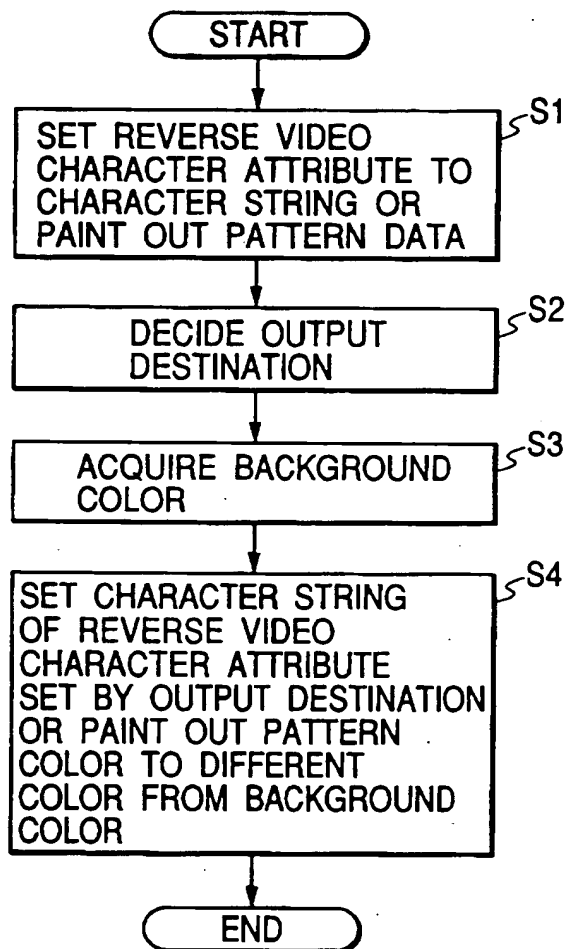 START
S1
SET REVERSE VIDEO
CHARACTER ATTRIBUTE TO
CHARACTER STRING OR
PAINT OUT PATTERN DATA
S2
DECIDE OUTPUT
DESTINATION
S3
ACQUIRE BACKGROUND
COLOR
S4
SET CHARACTER STRING
OF REVERSE VIDEO
CHARACTER ATTRIBUTE
SET BY OUTPUT DESTINATION
OR PAINT OUT PATTERN
COLOR TO DIFFERENT
COLOR FROM BACKGROUND
COLOR
END